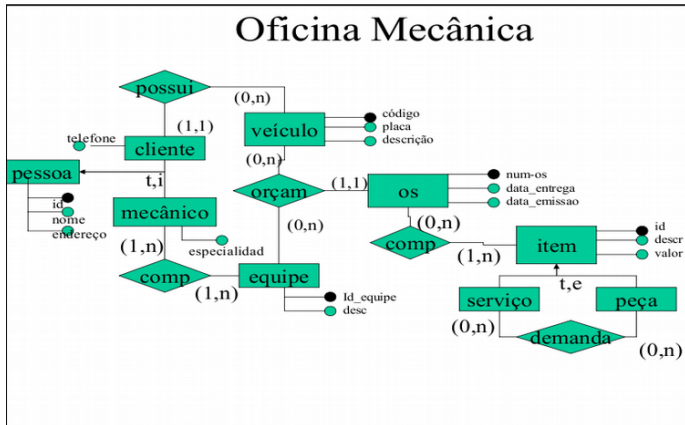 Oficina Mecânica
possui
(0,n)
código
placa
descrição
veículo
telefone
(1,1)
cliente
(0,n)
pessoa
t,i
orçam
(1,1)
os
num-os
data_entrega
data_emissao
id
nome
endereço
mecânico
(0,n)
(0,n)
comp
(1,n)
item
id
descr
valor
especialidad
(1,n)
comp
(1,n)
equipe
t,e
Id_equipe
desc
serviço
peça
(0,n)
demanda
(0,n)